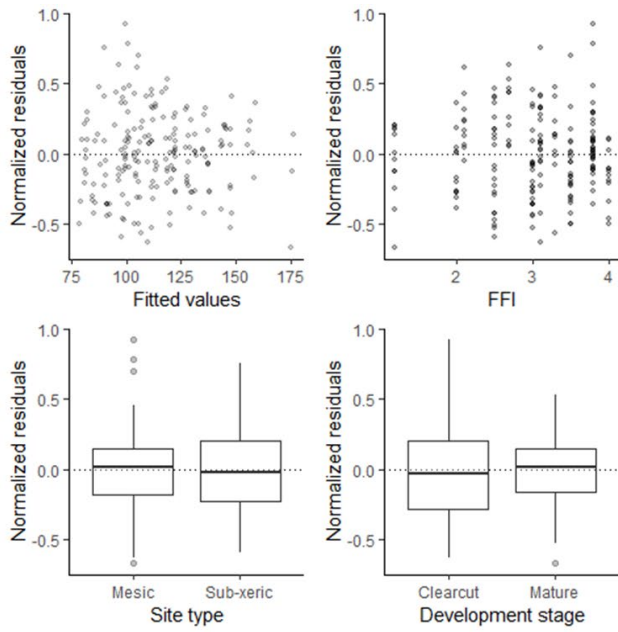 Normalized residuals
1.0
0.5
0.0
-0.5
75 100 125 150 175
Fitted values
Normalized residuals
1.0
0.5
0.0
-0.5
2 3 4
FFI
Normalized residuals
1.0
0.5
0.0
-0.5
Mesic Sub-xeric
Site type
Normalized residuals
1.0
0.5
0.0
-0.5
Clearcut Mature
Development stage